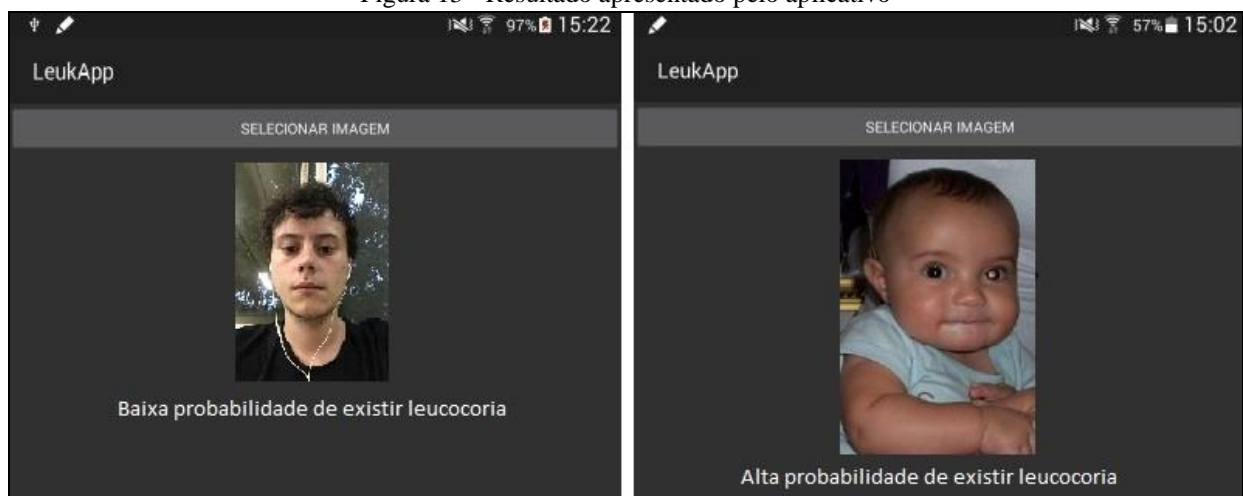 Figura 15 - Resultado apresentado pelo aplicativo
97% 15:22
LeukApp
SELECIONAR IMAGEM
Baixa probabilidade de existir leucocoria
57% 15:02
LeukApp
SELECIONAR IMAGEM
Alta probabilidade de existir leucocoria